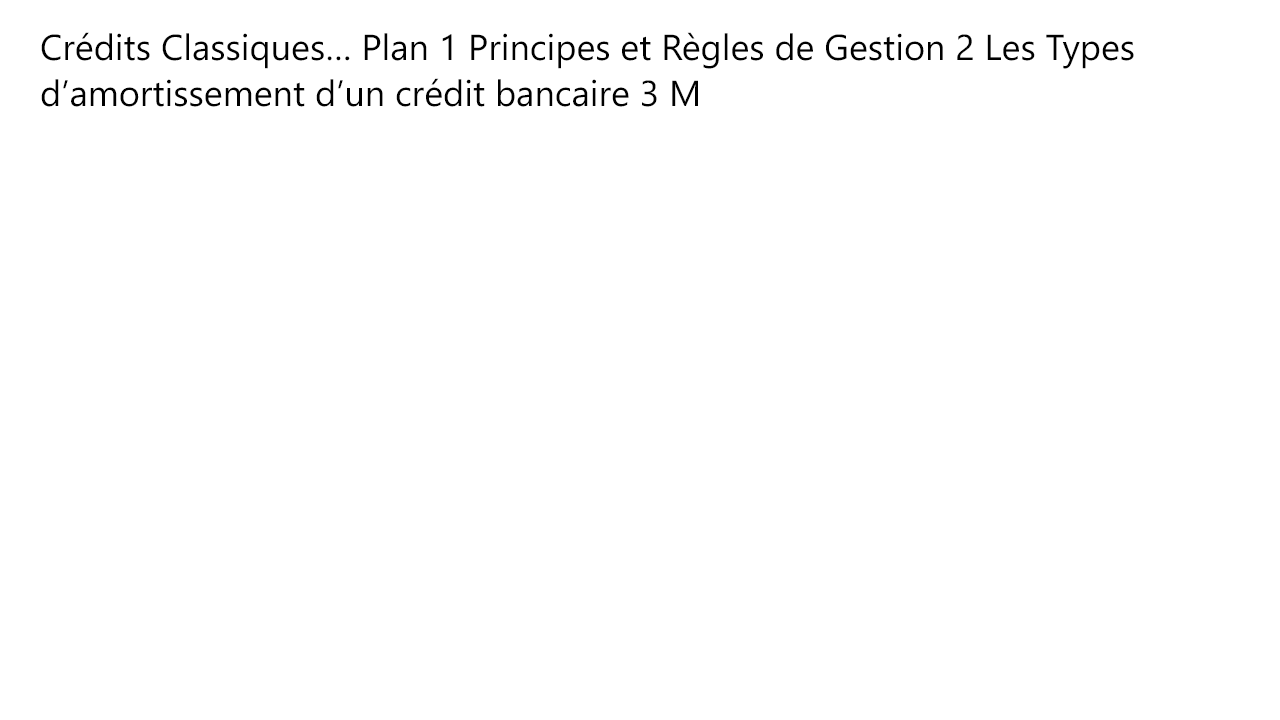 Crédits Classiques… Plan 1 Principes et Règles de Gestion 2 Les Types
d’amortissement d’un crédit bancaire 3 M